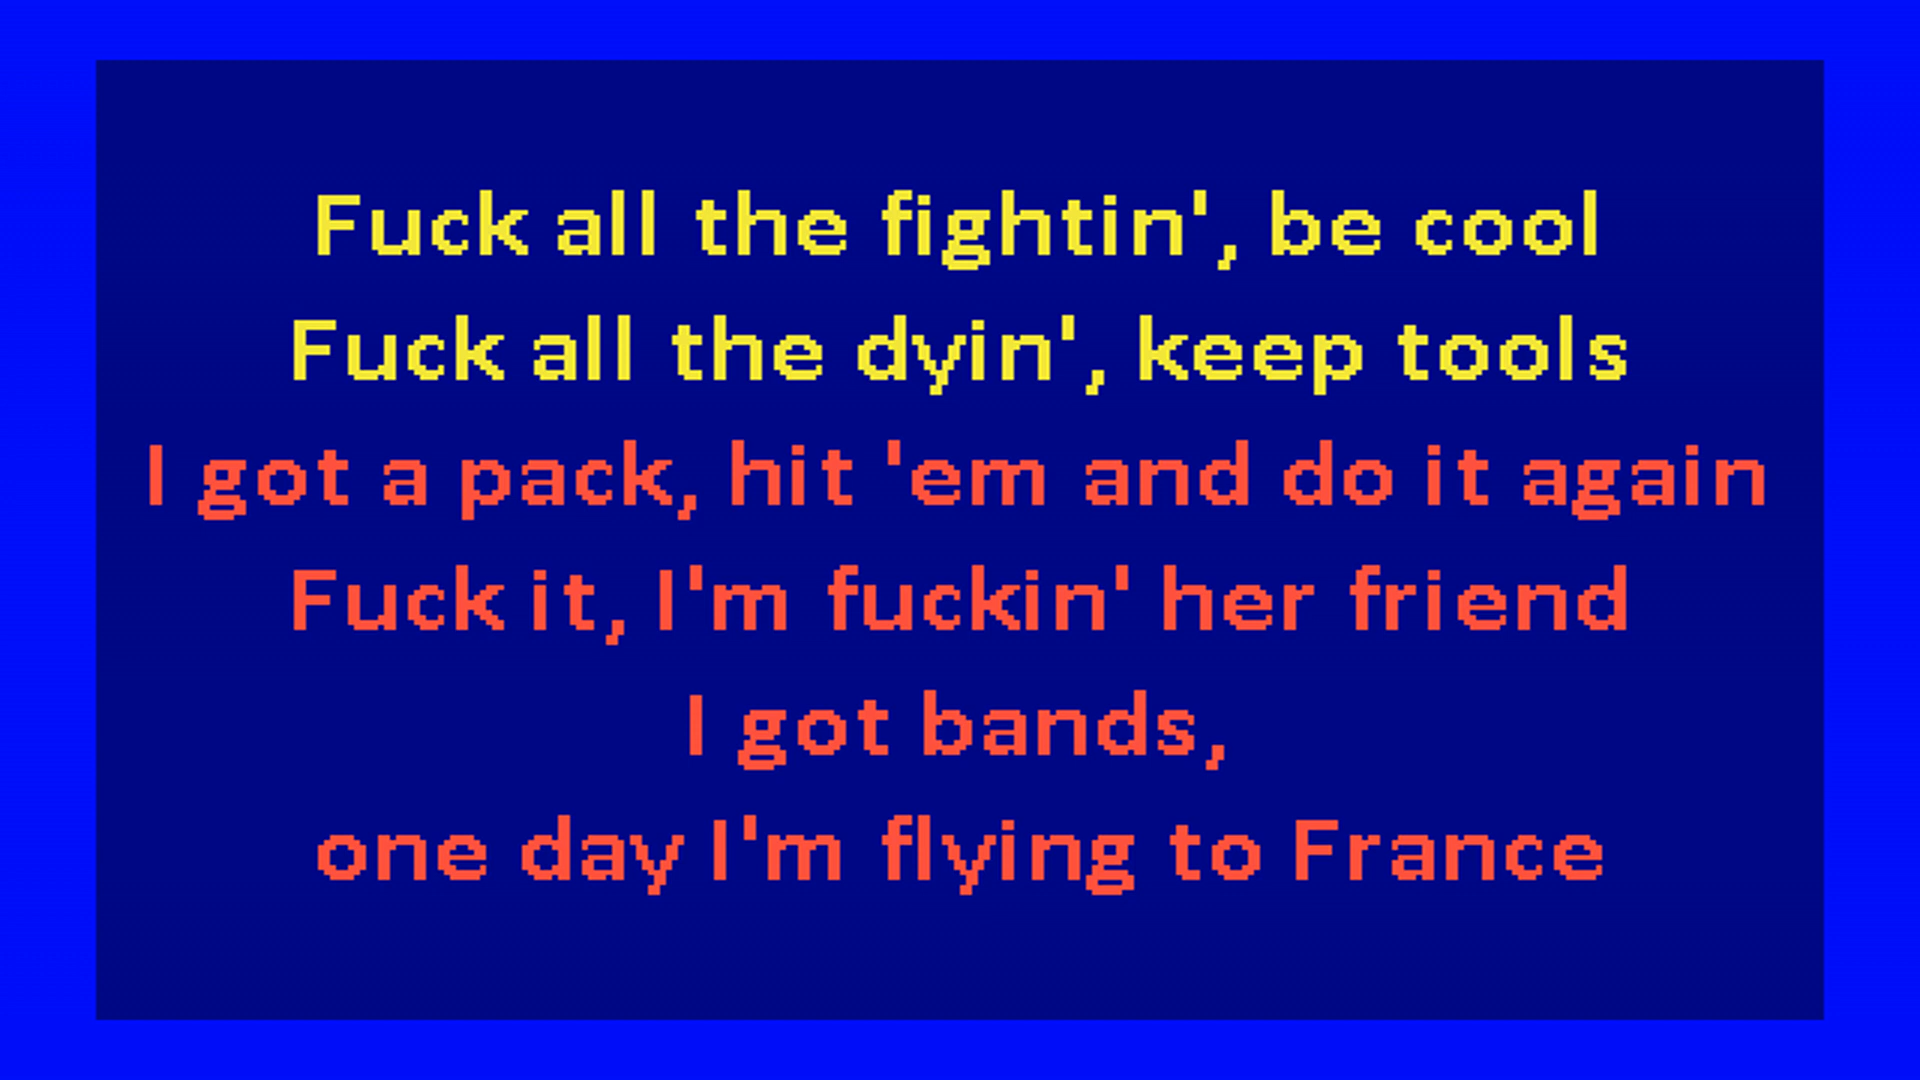 Fuck all the fightin', be cool
Fuck all the dyin', keep tools
I got a pack, hit 'em and do it again
Fuck it, I'm fuckin' her friend
I got bands,
one day I'm flying to France